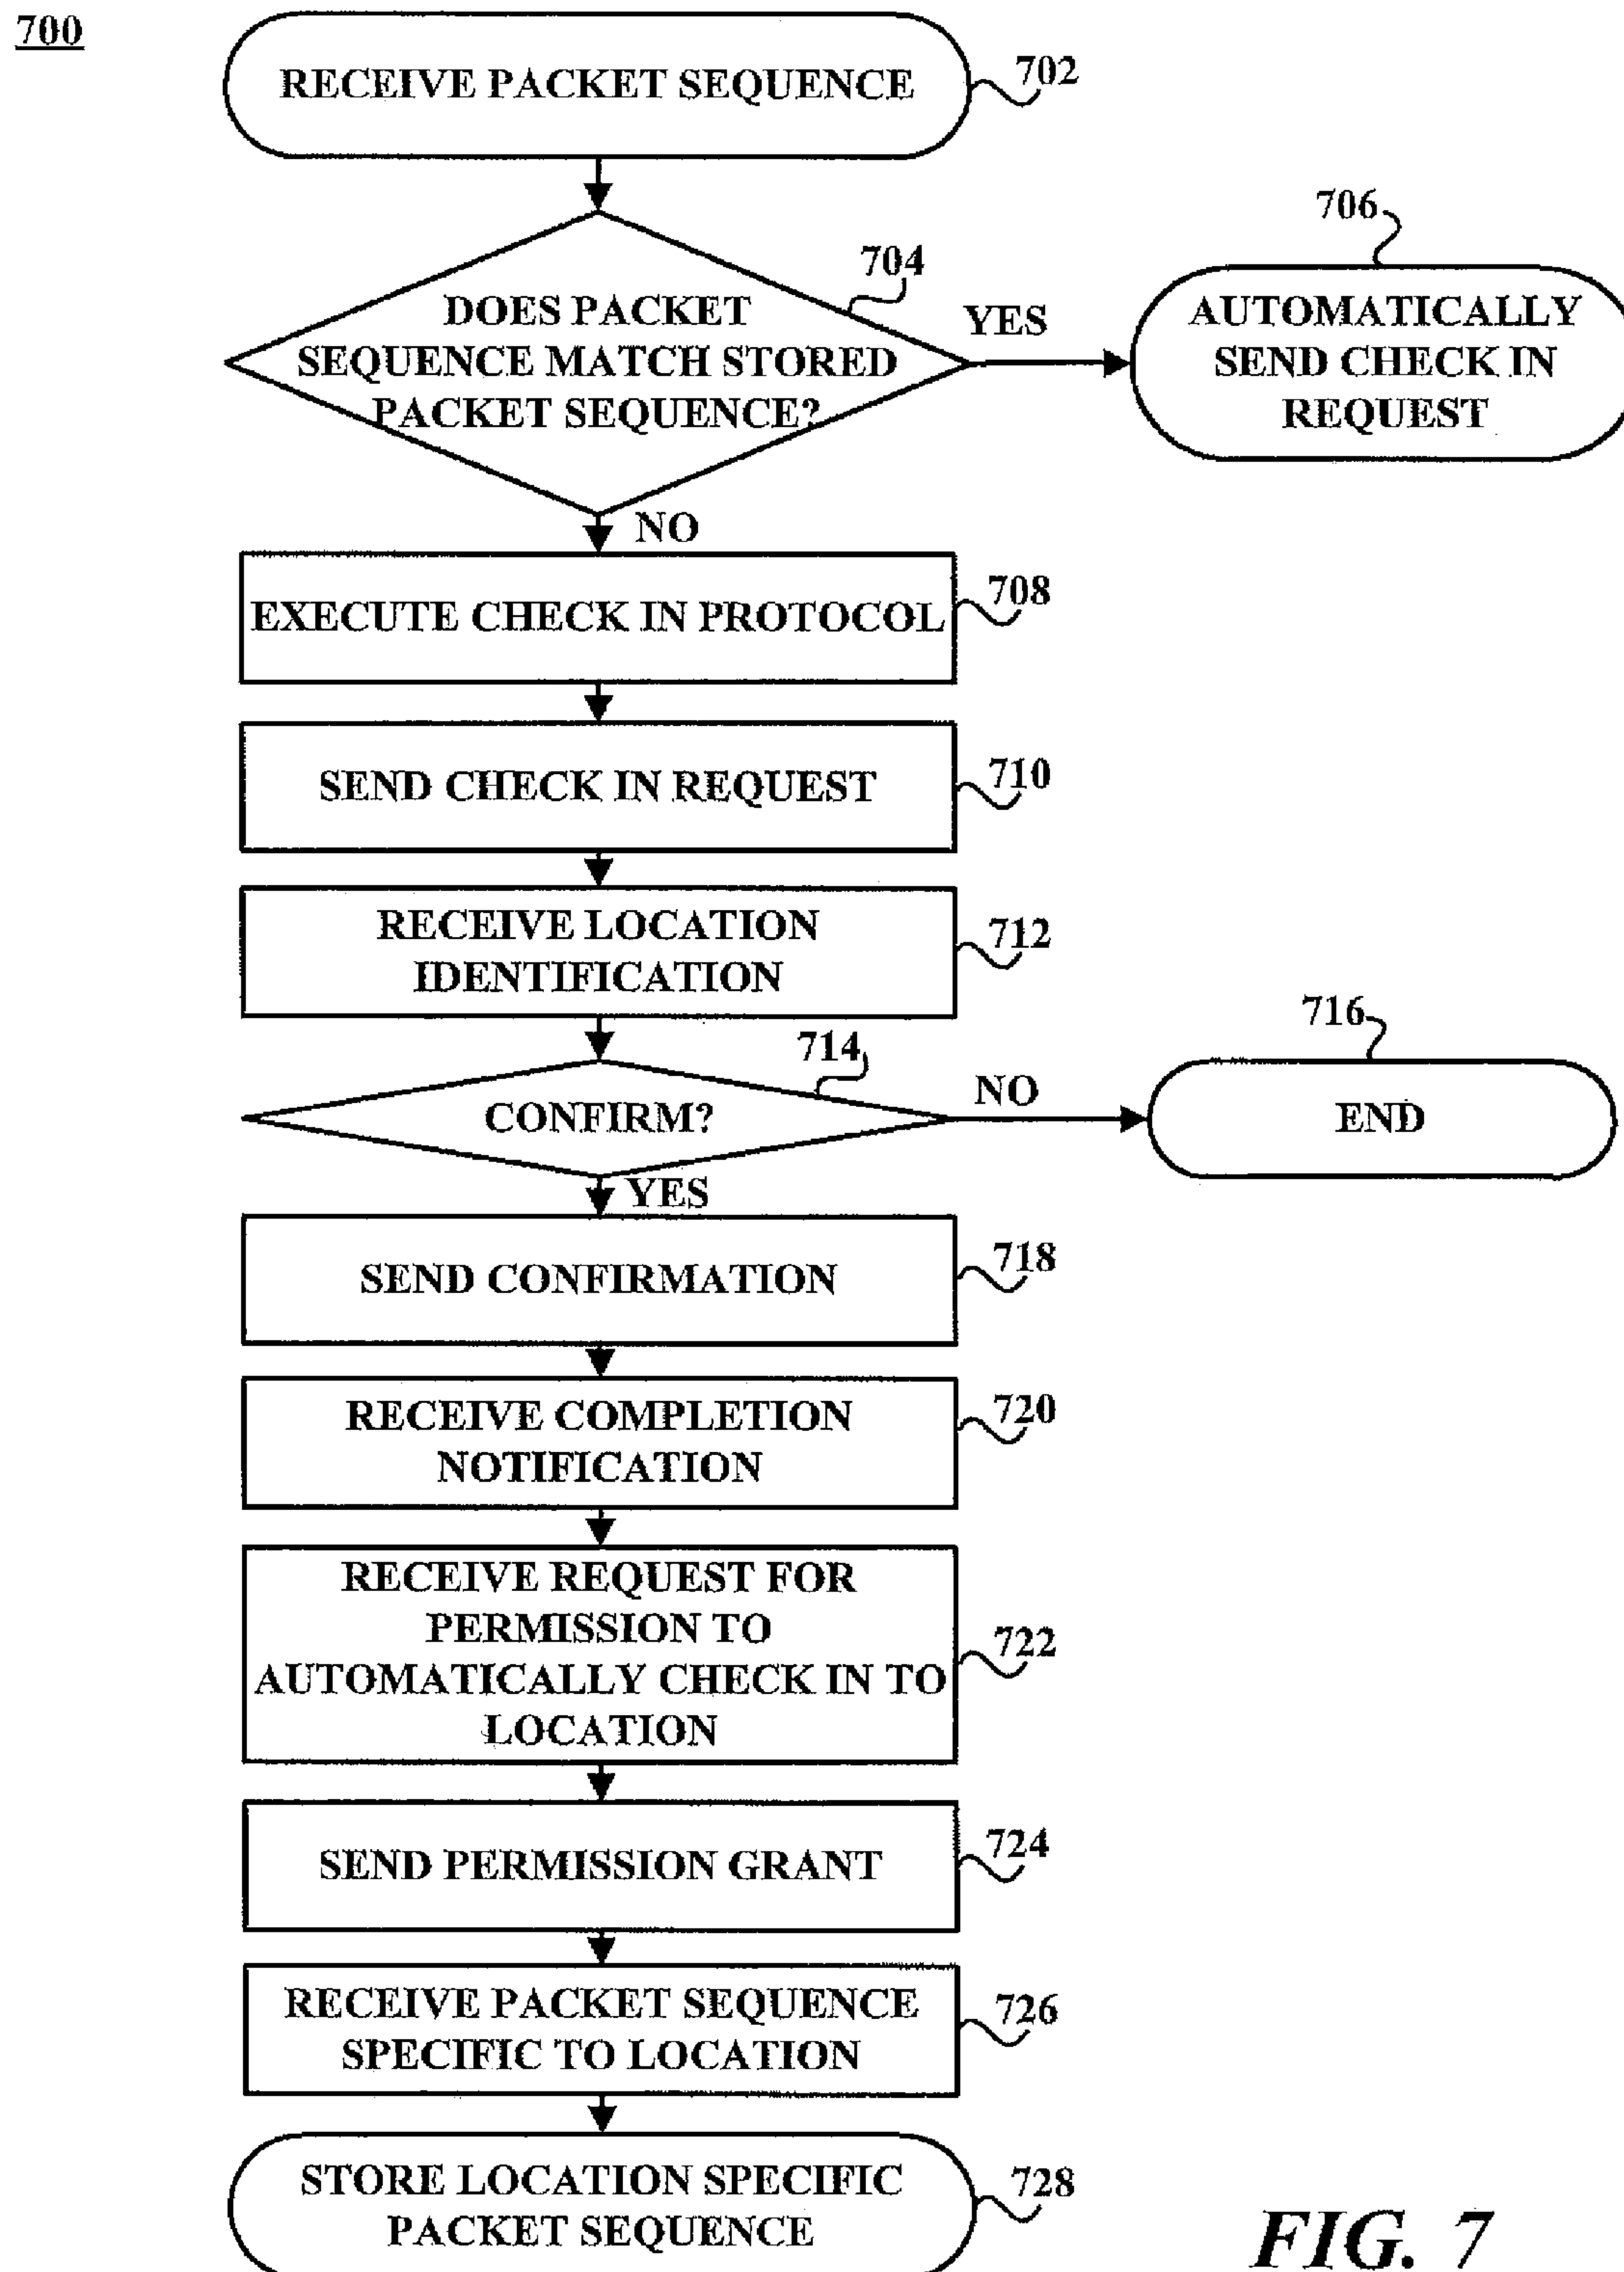 700
RECEIVE PACKET SEQUENCE
702
706
704
DOES PACKET
SEQUENCE MATCH STORED
PACKET SEQUENCE?
YES
AUTOMATICALLY
SEND CHECK IN
REQUEST
NO
708
EXECUTE CHECK IN PROTOCOL
710
SEND CHECK IN REQUEST
RECEIVE LOCATION
IDENTIFICATION
712
716
714
CONFIRM?
NO
END
YES
718
SEND CONFIRMATION
720
RECEIVE COMPLETION
NOTIFICATION
RECEIVE REQUEST FOR
PERMISSION TO
AUTOMATICALLY CHECK IN TO
LOCATION
722
724
SEND PERMISSION GRANT
RECEIVE PACKET SEQUENCE
SPECIFIC TO LOCATION
726
STORE LOCATION SPECIFIC
PACKET SEQUENCE
728
FIG. 7